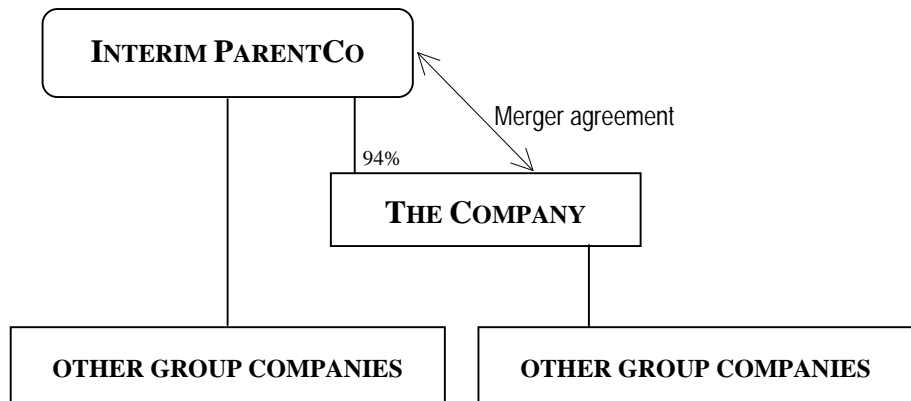 INTERIM PARENTCO
Merger agreement
94%
THE COMPANY
OTHER GROUP COMPANIES
OTHER GROUP COMPANIES